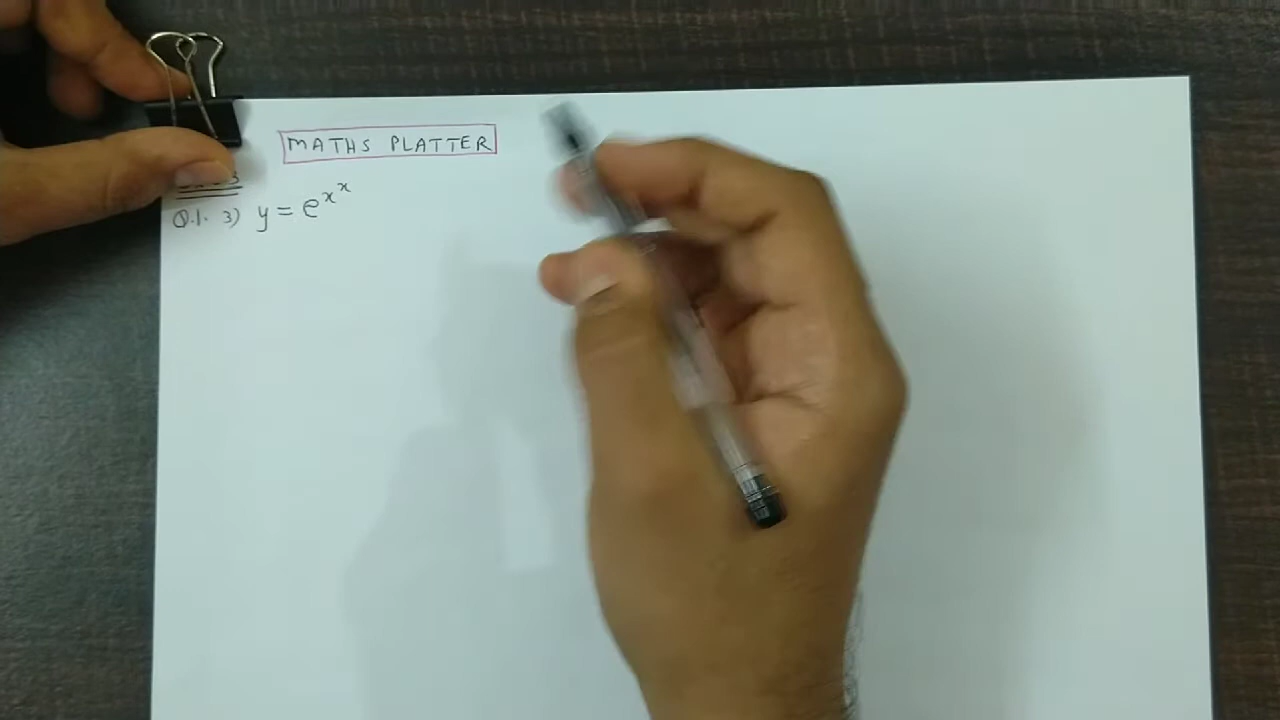 MATHS PLATTER
Q.1. 3) y = e^x^x